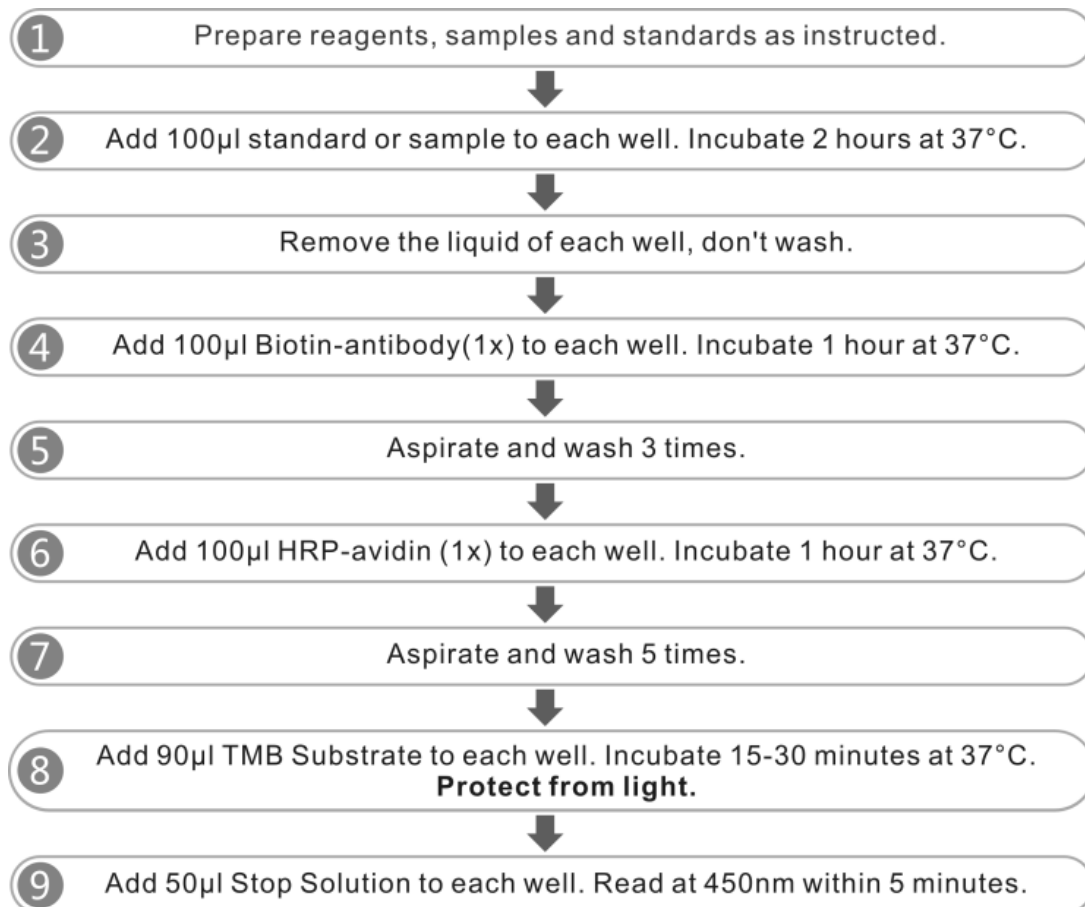 1 Prepare reagents, samples and standards as instructed.
2 Add 100µl standard or sample to each well. Incubate 2 hours at 37°C.
3 Remove the liquid of each well, don't wash.
4 Add 100µl Biotin-antibody(1x) to each well. Incubate 1 hour at 37°C.
5 Aspirate and wash 3 times.
6 Add 100µl HRP-avidin (1x) to each well. Incubate 1 hour at 37°C.
7 Aspirate and wash 5 times.
8 Add 90µl TMB Substrate to each well. Incubate 15-30 minutes at 37°C.
Protect from light.
9 Add 50µl Stop Solution to each well. Read at 450nm within 5 minutes.